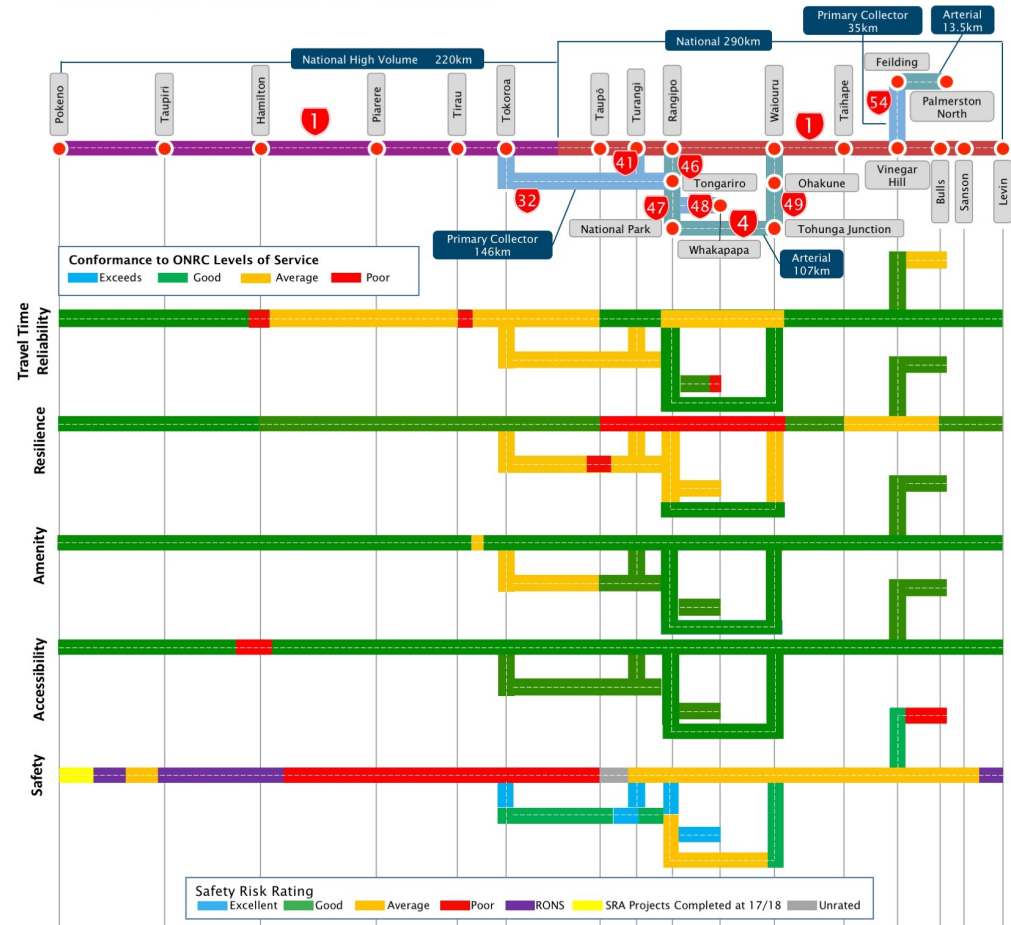 Primary Collector
35km
Arterial
13.5km
National 290km
National High Volume 220km
Feilding
Pokeno
Taupiri
Hamilton
Piarere
Tirau
Tokoroa
Taupō
Turangi
Rangipo
Waiouru
Taihape
1
1
54
Palmerston
North
41
46
32
Tongariro
Ohakune
Vinegar
Hill
Bulls
Sanson
Levin
47
48
4
49
National Park
Tohunga Junction
Whakapapa
Primary Collector
146km
Arterial
107km
Conformance to ONRC Levels of Service
Exceeds Good Average Poor
Travel Time
Reliability
Resilience
Amenity
Accessibility
Safety
Safety Risk Rating
Excellent Good Average Poor RONS SRA Projects Completed at 17/18 Unrated